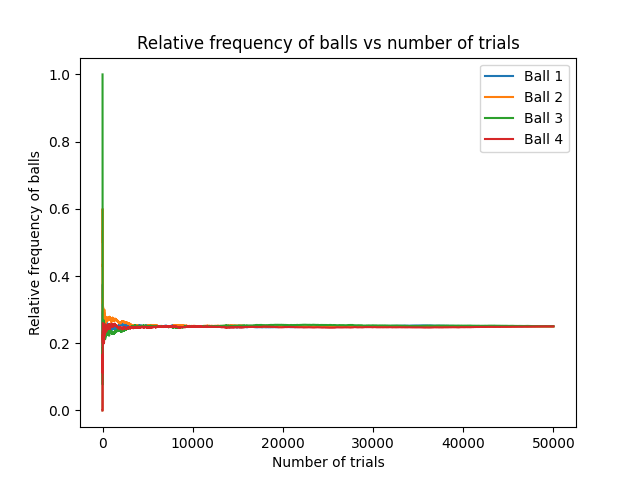 Relative frequency of balls vs number of trials
Ball 1
Ball 2
Ball 3
Ball 4
Relative frequency of balls
1.0
0.8
0.6
0.4
0.2
0.0
0 10000 20000 30000 40000 50000
Number of trials